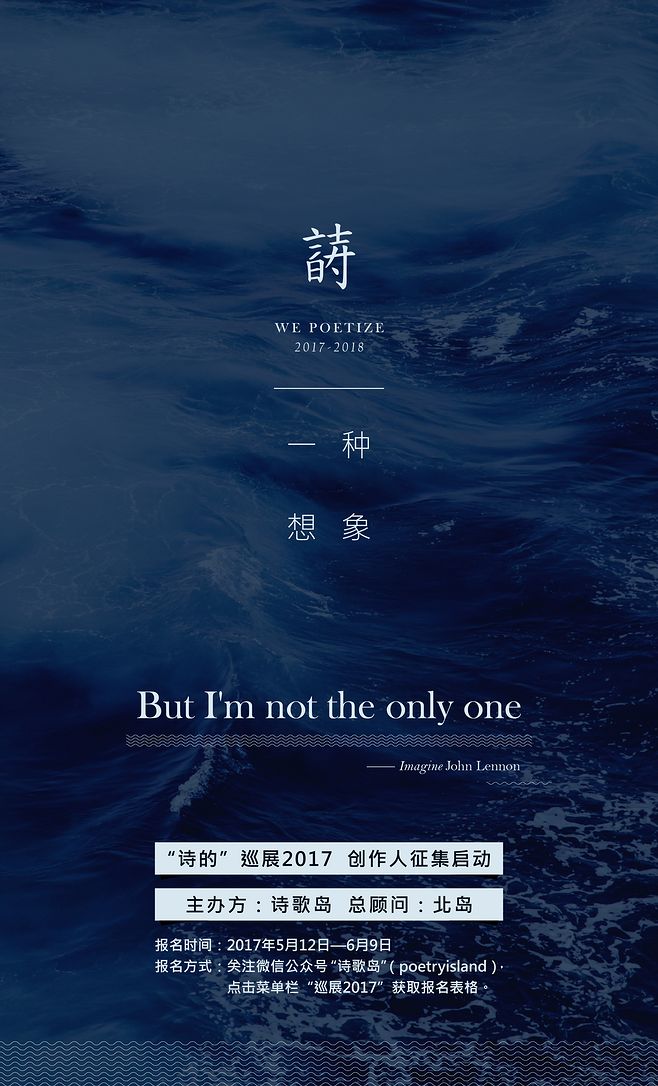 詩
WE POETIZE
2017-2018
一种
想象
But I'm not the only one
—— Imagine John Lennon
“诗的”巡展2017 创作人征集启动
主办方：诗歌岛 总顾问：北岛
报名时间：2017年5月12日—6月9日
报名方式：关注微信公众号“诗歌岛”（poetryisland），
点击菜单栏“巡展2017”获取报名表格。